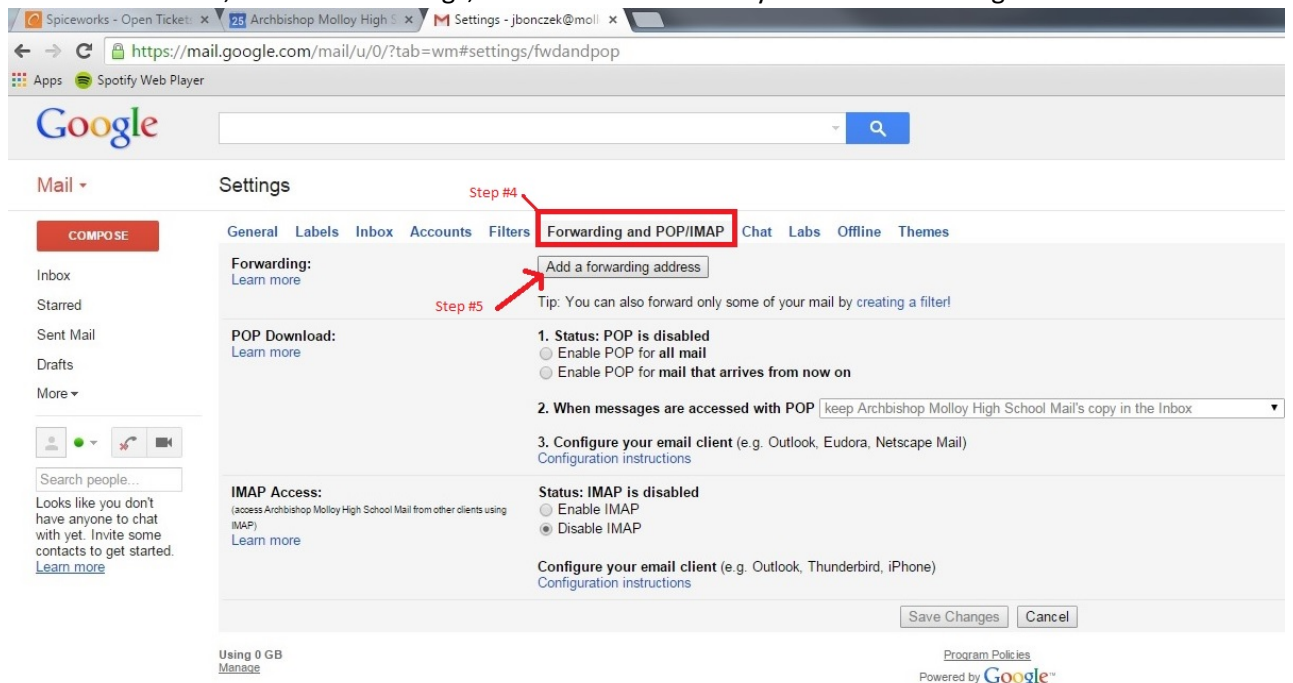 Spiceworks - Open Tickets
Archbishop Molloy High S
Settings - jbonczek@moll
https://mail.google.com/mail/u/0/?tab=wm#settings/fwdandpop
Apps Spotify Web Player
Google
Mail
Settings
Step #4
COMPOSE
General Labels Inbox Accounts Filters Forwarding and POP/IMAP Chat Labs Offline Themes
Inbox
Starred
Sent Mail
Drafts
More
Search people...
Looks like you don't
have anyone to chat
with yet. Invite some
contacts to get started.
Learn more
Forwarding:
Learn more
Add a forwarding address
Step #5
Tip: You can also forward only some of your mail by creating a filter!
POP Download:
Learn more
1. Status: POP is disabled
Enable POP for all mail
Enable POP for mail that arrives from now on
2. When messages are accessed with POP keep Archbishop Molloy High School Mail's copy in the Inbox
3. Configure your email client (e.g. Outlook, Eudora, Netscape Mail)
Configuration instructions
IMAP Access:
(access Archbishop Molloy High School Mail from other clients using
IMAP)
Learn more
Status: IMAP is disabled
Enable IMAP
Disable IMAP
Configure your email client (e.g. Outlook, Thunderbird, iPhone)
Configuration instructions
Save Changes Cancel
Using 0 GB
Manage
Program Policies
Powered by Google™